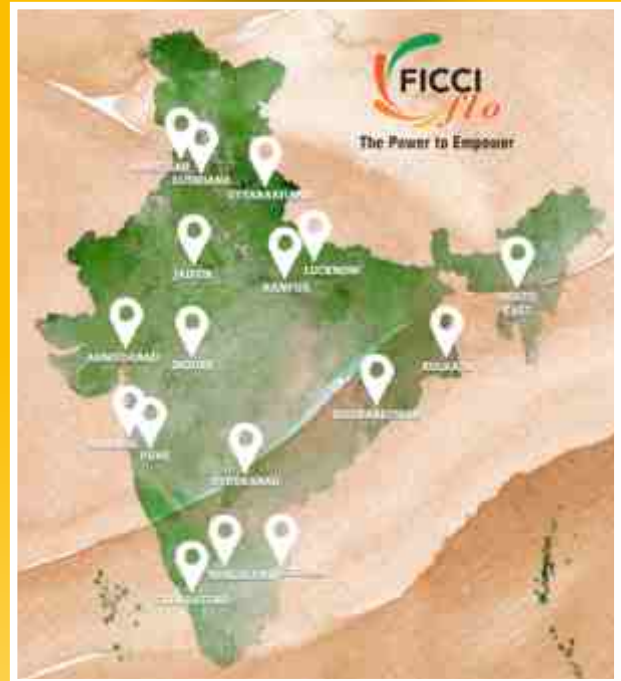 FICCI
flo
The Power to Empower
LUDHIANA
UTTARAKHAND
JAIPUR
LUCKNOW
KANPUR
NORTH
EAST
AHMEDABAD
INDORE
KOLKATA
BHUBANESWAR
PUNE
HYDERABAD
BANGALORE